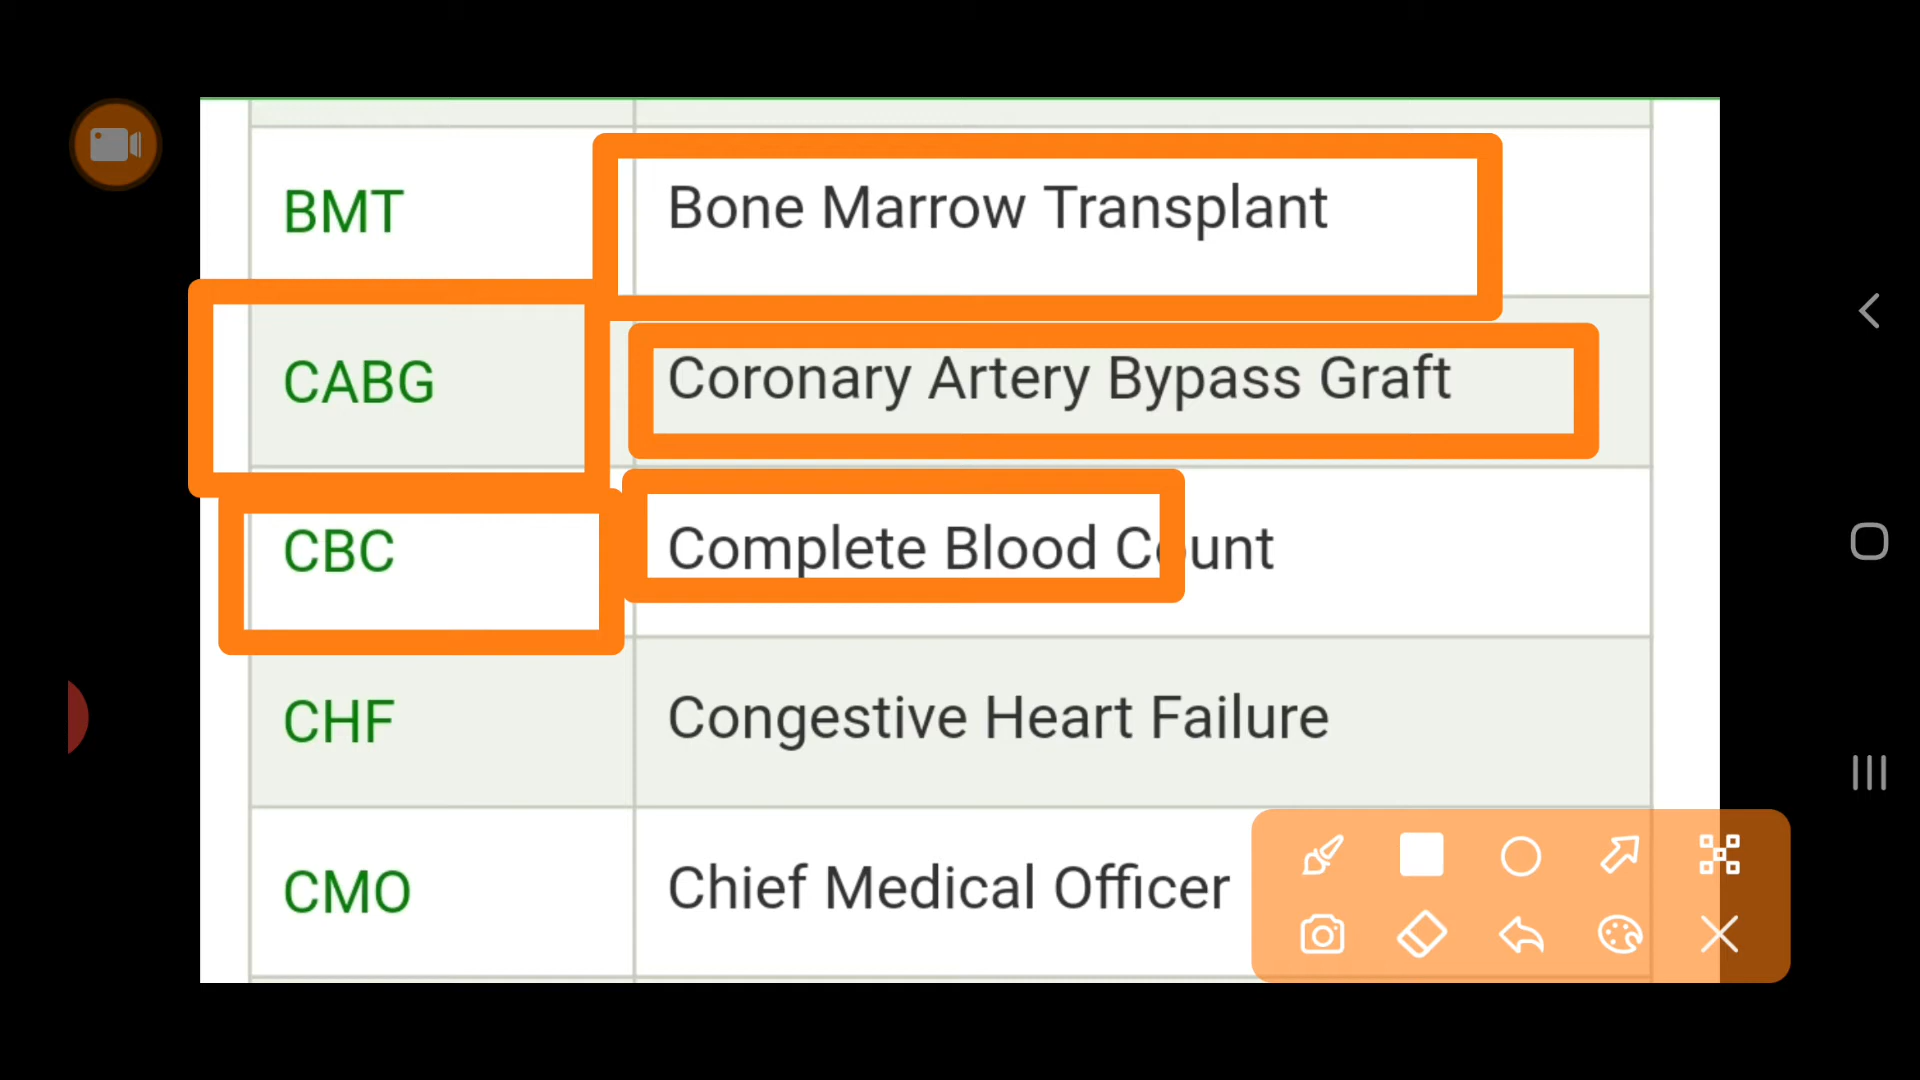 BMT Bone Marrow Transplant
CABG Coronary Artery Bypass Graft
CBC Complete Blood Count
CHF Congestive Heart Failure
CMO Chief Medical Officer